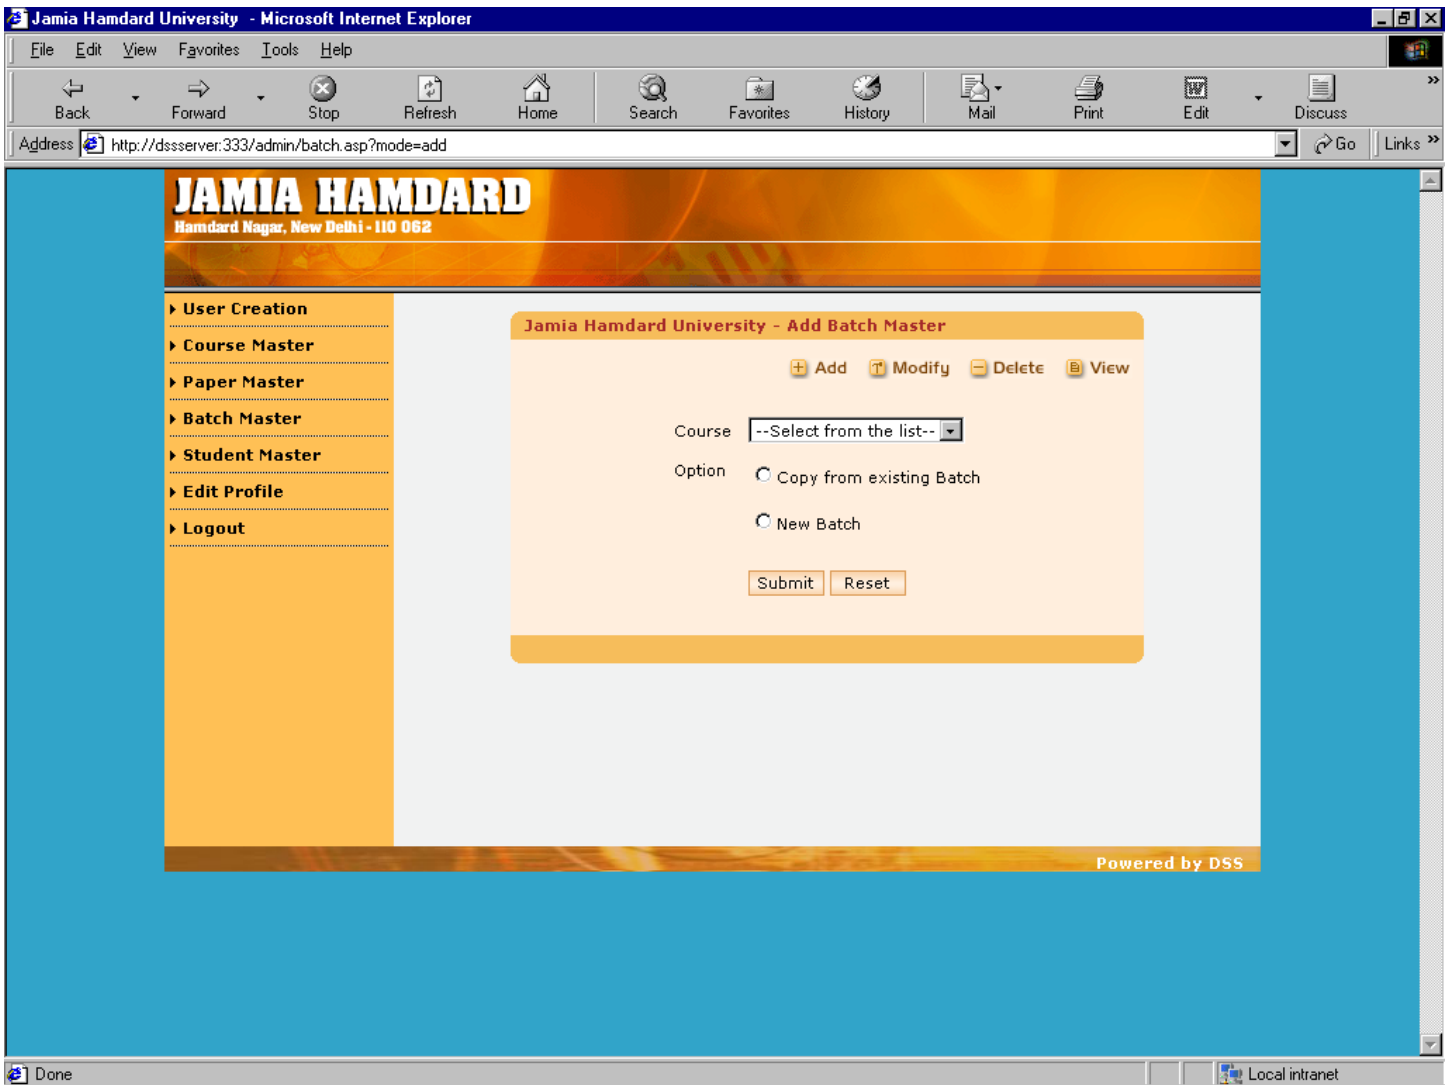 Jamia Hamdard University - Microsoft Internet Explorer
File Edit View Favorites Tools Help
Back Forward Stop Refresh Home Search Favorites History Mail Print Edit Discuss »
Address http://dssserver:333/admin/batch.asp?mode=add Go Links »
JAMIA HAMDARD
Hamdard Nagar, New Delhi - 110 062
User Creation
Course Master
Paper Master
Batch Master
Student Master
Edit Profile
Logout
Jamia Hamdard University - Add Batch Master
Add Modify Delete View
Course --Select from the list--
Option Copy from existing Batch
New Batch
Submit Reset
Powered by DSS
Done Local intranet